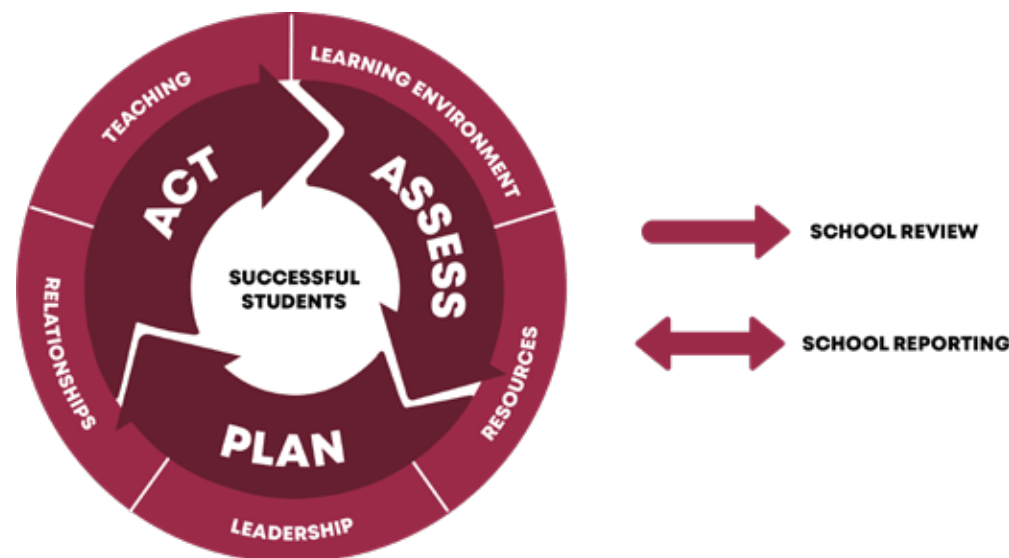 TEACHING
LEARNING ENVIRONMENT
ACT
ASSESS
SUCCESSFUL
STUDENTS
SCHOOL REVIEW
RELATIONSHIPS
RESOURCES
SCHOOL REPORTING
PLAN
LEADERSHIP